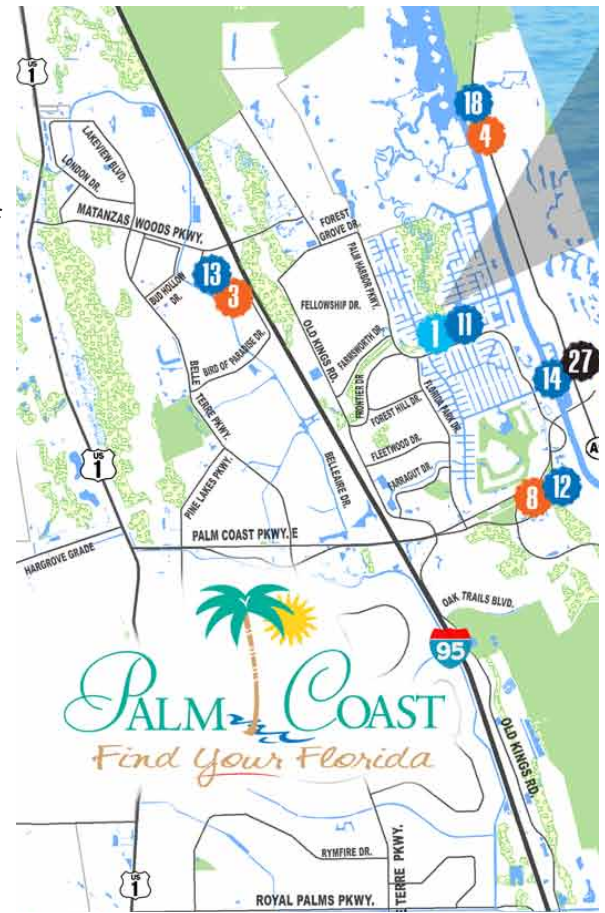 US
1
18
4
LAKEVIEW BLVD.
LONDON DR.
MATANZAS WOODS PKWY.
FOREST
GROVE DR.
PALM HARBOR PKWY.
13
3
BUD HOLLOW
DR.
FELLOWSHIP DR.
OLD KINGS RD.
FARNSWORTH DR.
1
11
BIRD OF PARADISE DR.
BELLE
TERRE PKWY.
FRONTIER DR
FLORIDA PARK DR.
14
27
FOREST HILL DR.
FLEETWOOD DR.
FARRAGUT DR.
US
1
PINE LAKES PKWY.
BELLEAIRE DR.
8
12
PALM COAST PKWY. E
HARGROVE GRADE
OAK TRAILS BLVD.
95
PALM COAST
Find Your Florida
OLD KINGS RD.
RYMFIRE DR.
TERRE PKWY.
US
1
ROYAL PALMS PKWY.